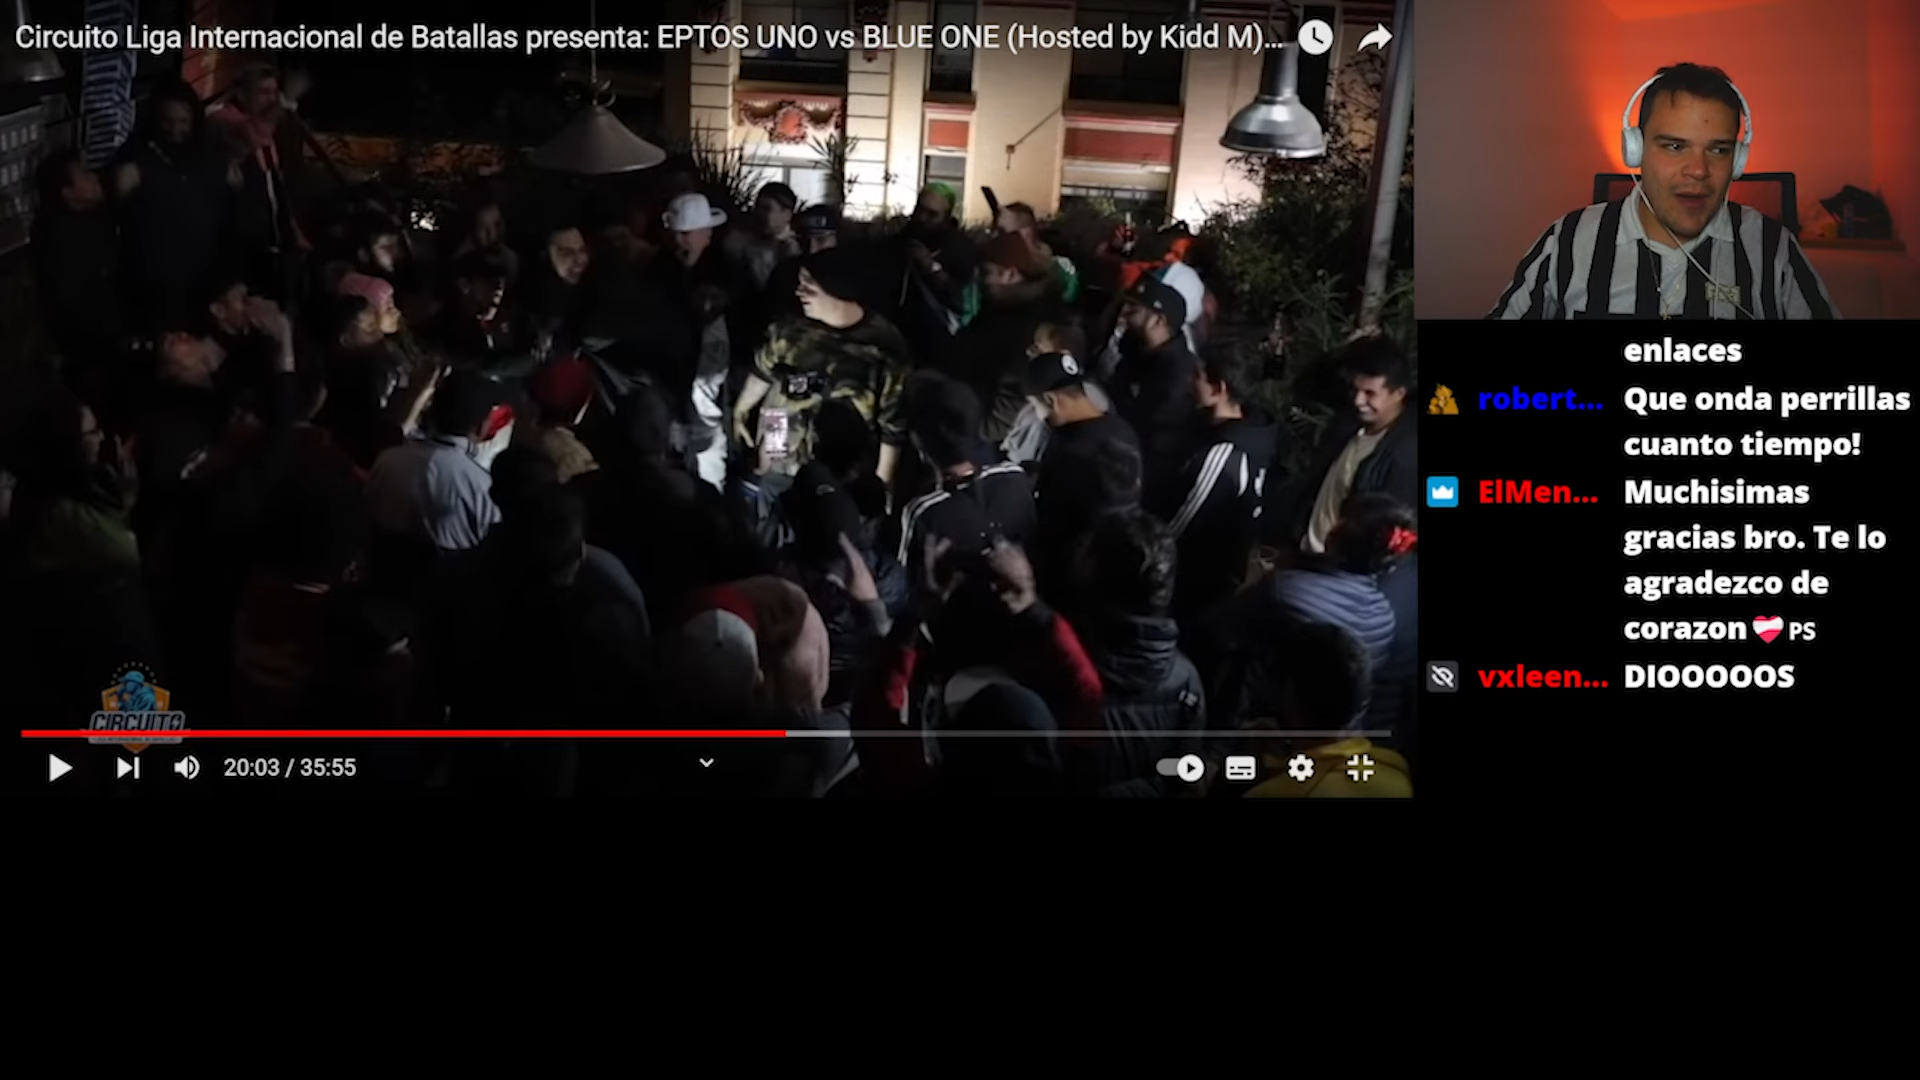 Circuito Liga Internacional de Batallas presenta: EPTOS UNO vs BLUE ONE (Hosted by Kidd M)...
enlaces
robert... Que onda perrillas
cuanto tiempo!
ElMen... Muchisimas
gracias bro. Te lo
agradezco de
corazon PS
vxleen... DIOOOOOS
CIRCUITO
20:03 / 35:55